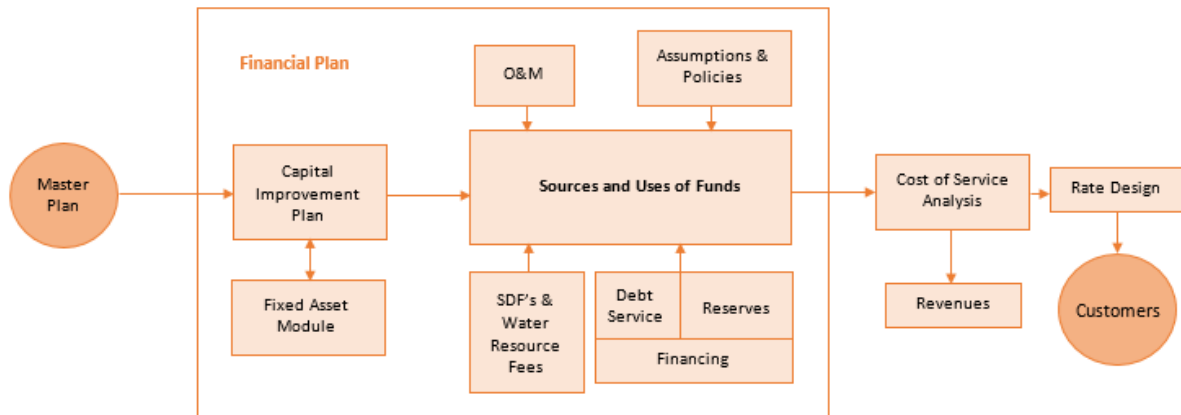 Financial Plan
O&M
Assumptions &
Policies
Master
Plan
Capital
Improvement
Plan
Sources and Uses of Funds
Cost of Service
Analysis
Rate Design
Fixed Asset
Module
SDF's &
Water
Resource
Fees
Debt
Service
Reserves
Financing
Revenues
Customers